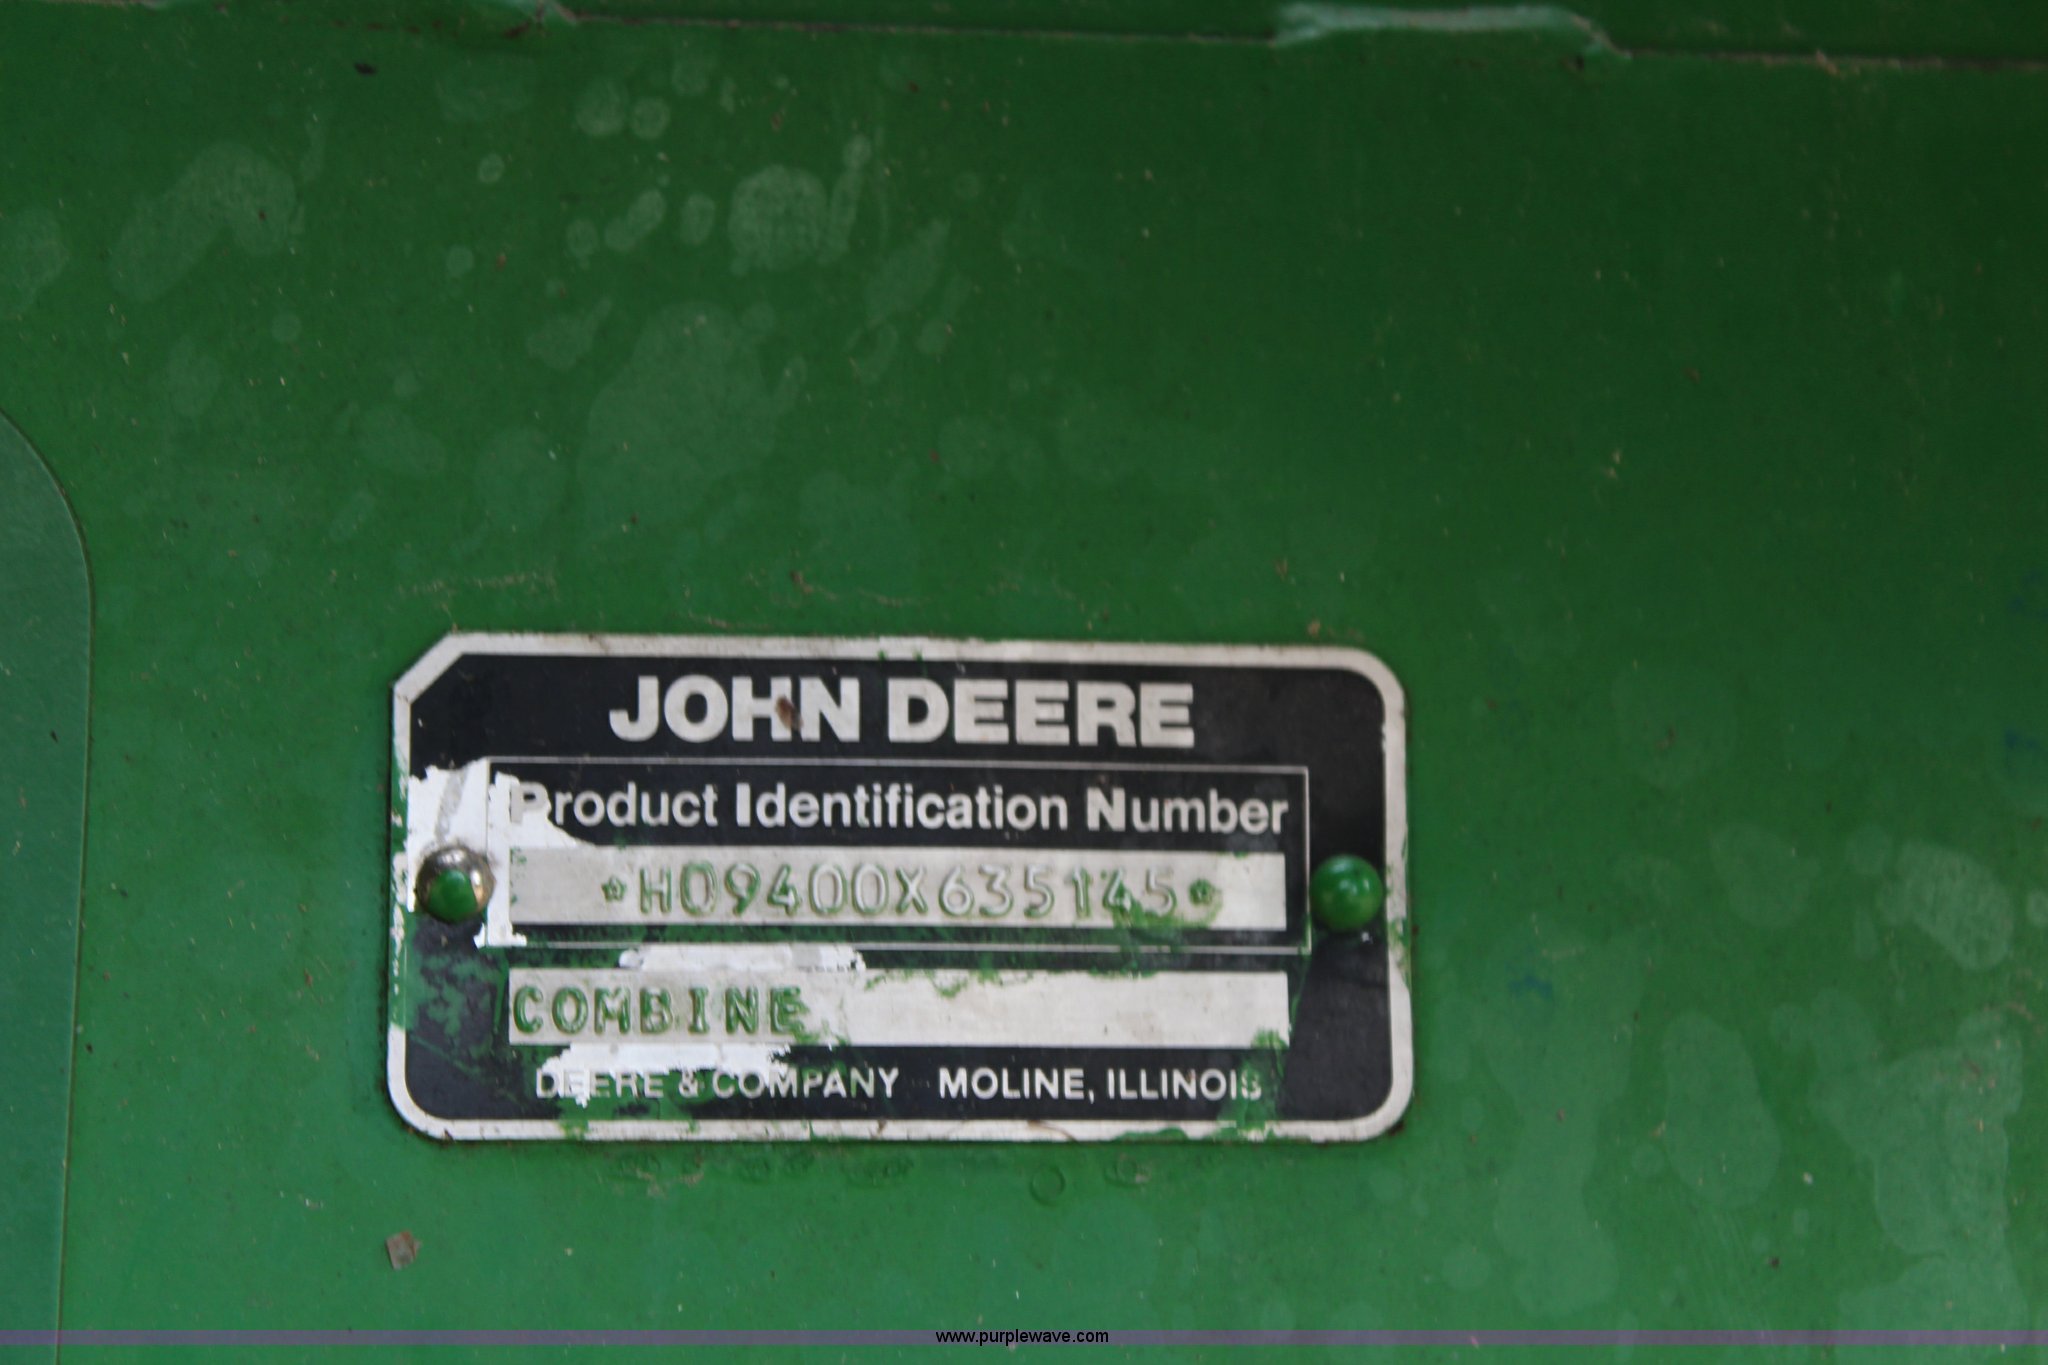 JOHN DEERE
Product Identification Number
*H09400X635145*
COMBINE
DEERE & COMPANY MOLINE, ILLINOIS
www.purplewave.com